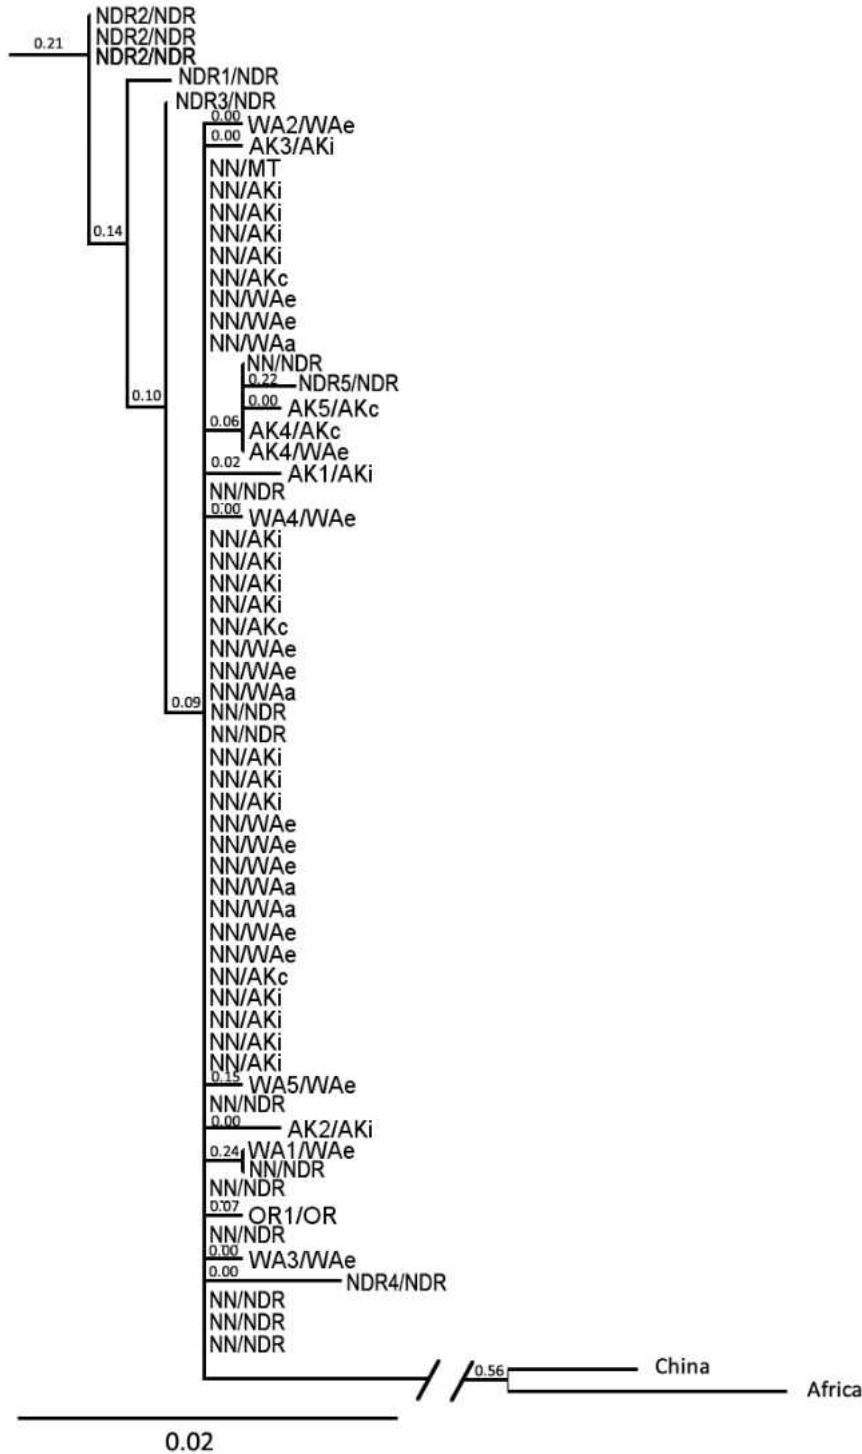 NDR2/NDR
NDR2/NDR
0.21
NDR2/NDR
NDR1/NDR
NDR3/NDR
0.00
WA2/WAe
0.00
AK3/AKi
NN/MT
NN/AKi
NN/AKi
0.14
NN/AKi
NN/AKi
NN/AKc
NN/WAe
NN/WAe
NN/WAa
NN/NDR
0.22
NDR5/NDR
0.10
0.00
AK5/AKc
0.06
AK4/AKc
AK4/WAe
0.02
AK1/AKi
NN/NDR
0.00
WA4/WAe
NN/AKi
NN/AKi
NN/AKi
NN/AKi
NN/AKc
NN/WAe
NN/WAe
NN/WAa
0.09
NN/NDR
NN/NDR
NN/AKi
NN/AKi
NN/AKi
NN/WAe
NN/WAe
NN/WAe
NN/WAa
NN/WAa
NN/WAe
NN/WAe
NN/AKc
NN/AKi
NN/AKi
NN/AKi
NN/AKi
0.15
WA5/WAe
NN/NDR
0.00
AK2/AKi
0.24
WA1/WAe
NN/NDR
NN/NDR
0.07
OR1/OR
NN/NDR
0.00
WA3/WAe
0.00
NDR4/NDR
NN/NDR
NN/NDR
NN/NDR
0.56
China
Africa
0.02